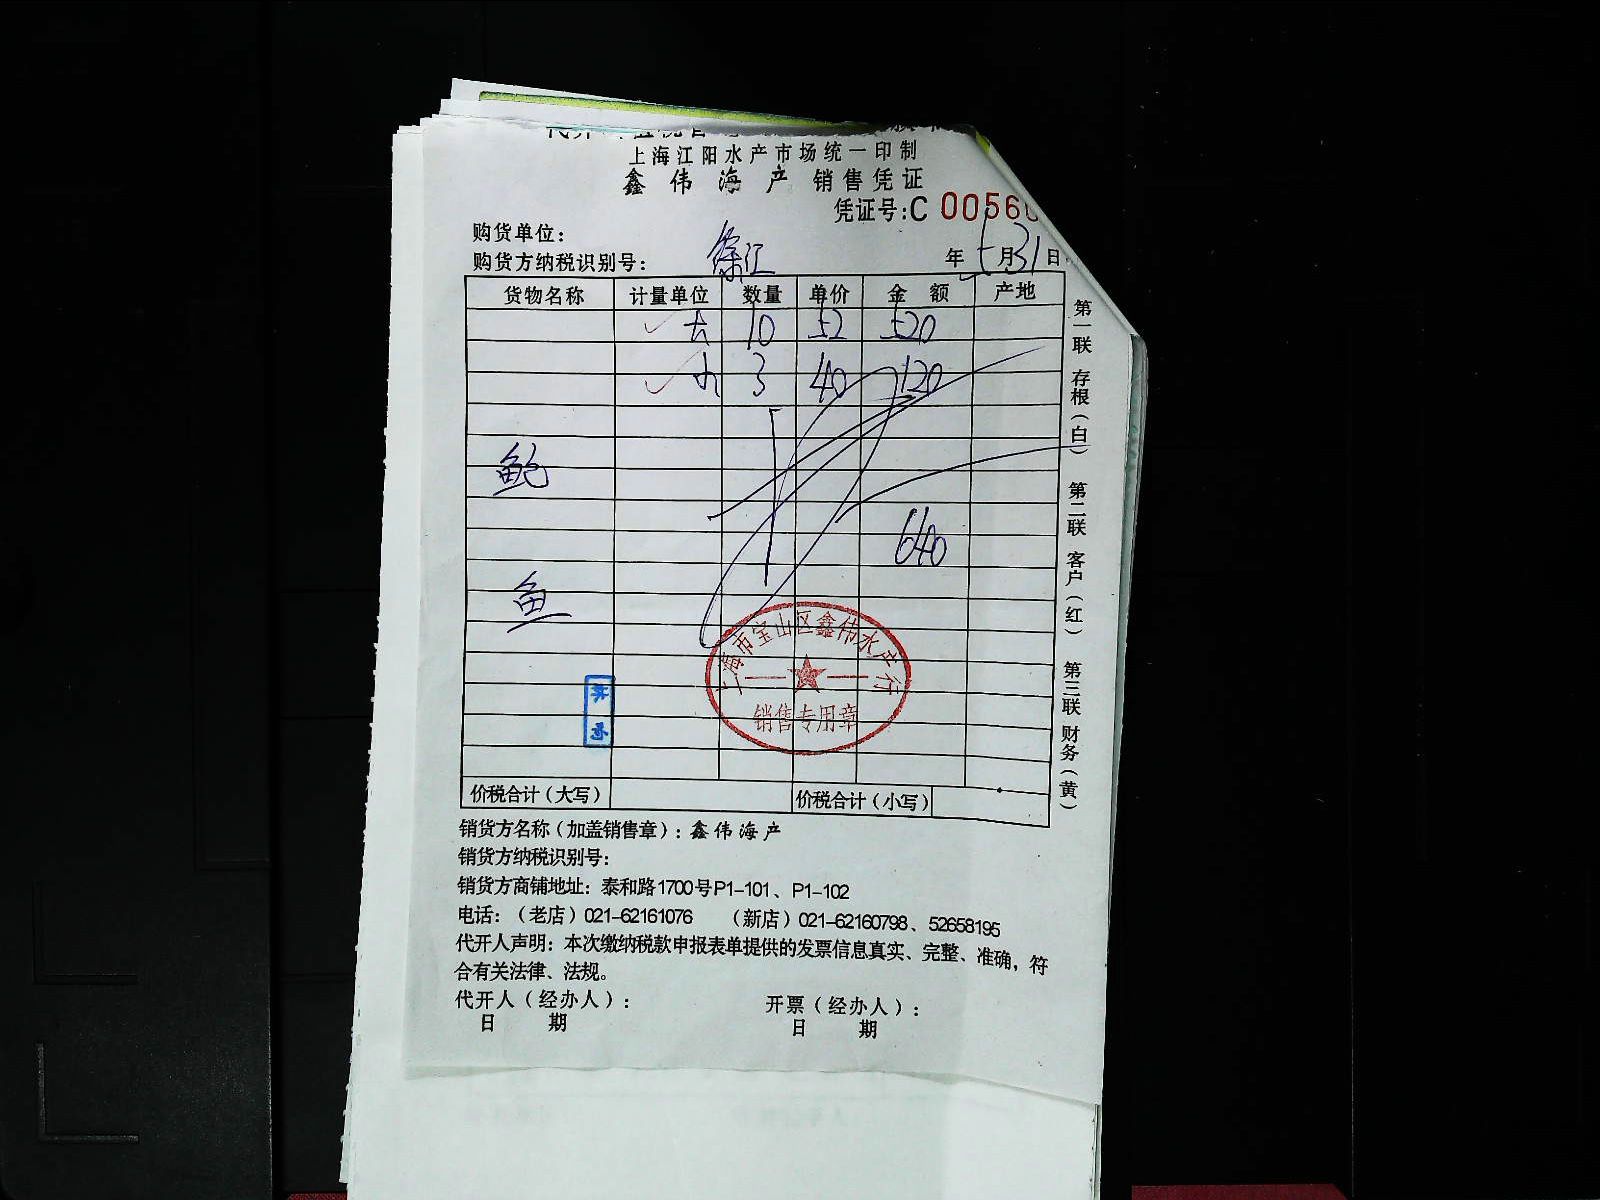 上海江阳水产市场统一印制
鑫伟海产 销售凭证
凭证号:C 00560
购货单位:
购货方纳税识别号: 徐江 年 5月31日
货物名称 计量单位 数量 单价 金额 产地
大 10 52 520
小 3 40 120
鲍
640
鱼
上海市宝山区鑫伟水产行
销售专用章
价税合计(大写) 价税合计(小写)
销货方名称(加盖销售章): 鑫伟海产
销货方纳税识别号:
销货方商铺地址: 泰和路1700号P1-101、P1-102
电话: (老店)021-62161076 (新店)021-62160798、52658195
代开人声明: 本次缴纳税款申报表单提供的发票信息真实、完整、准确, 符
合有关法律、法规。
代开人(经办人): 开票(经办人):
日 期 日 期
第一联 存根(白) 第二联 客户(红) 第三联 财务(黄)